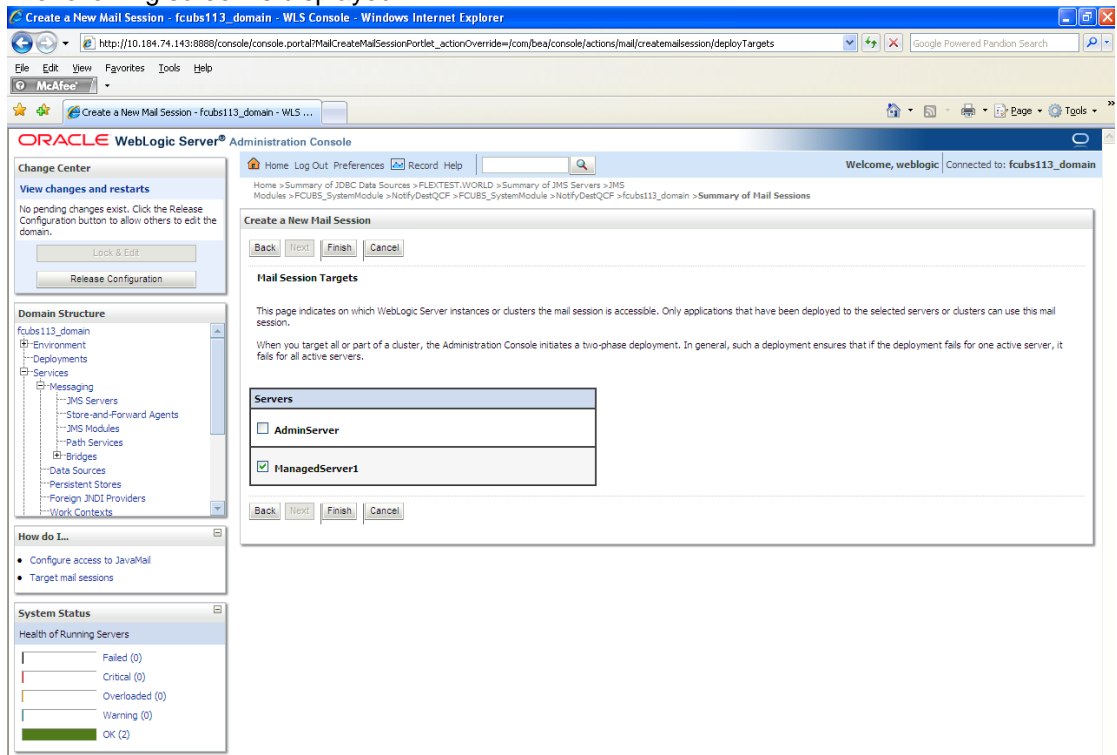 Create a New Mail Session - fcubs113_domain - WLS Console - Windows Internet Explorer
http://10.184.74.143:8888/console/console.portal?MailCreateMailSessionPortlet_actionOverride=/com/bea/console/actions/mail/createmailsession/deployTargets
Google Powered Pandion Search
File Edit View Favorites Tools Help
McAfee
Create a New Mail Session - fcubs113_domain - WLS ...
Page Tools
ORACLE WebLogic Server® Administration Console
Change Center
View changes and restarts
No pending changes exist. Click the Release
Configuration button to allow others to edit the
domain.
Lock & Edit
Release Configuration
Domain Structure
fcubs113_domain
Environment
Deployments
Services
Messaging
JMS Servers
Store-and-Forward Agents
JMS Modules
Path Services
Bridges
Data Sources
Persistent Stores
Foreign JNDI Providers
Work Contexts
How do I...
Configure access to JavaMail
Target mail sessions
System Status
Health of Running Servers
Failed (0)
Critical (0)
Overloaded (0)
Warning (0)
OK (2)
Home Log Out Preferences Record Help
Welcome, weblogic Connected to: fcubs113_domain
Home >Summary of JDBC Data Sources >FLEXTEST.WORLD >Summary of JMS Servers >JMS
Modules >FCUBS_SystemModule >NotifyDestQCF >FCUBS_SystemModule >NotifyDestQCF >fcubs113_domain >Summary of Mail Sessions
Create a New Mail Session
Back Next Finish Cancel
Mail Session Targets
This page indicates on which WebLogic Server instances or clusters the mail session is accessible. Only applications that have been deployed to the selected servers or clusters can use this mail
session.
When you target all or part of a cluster, the Administration Console initiates a two-phase deployment. In general, such a deployment ensures that if the deployment fails for one active server, it
fails for all active servers.
Servers
AdminServer
ManagedServer1
Back Next Finish Cancel